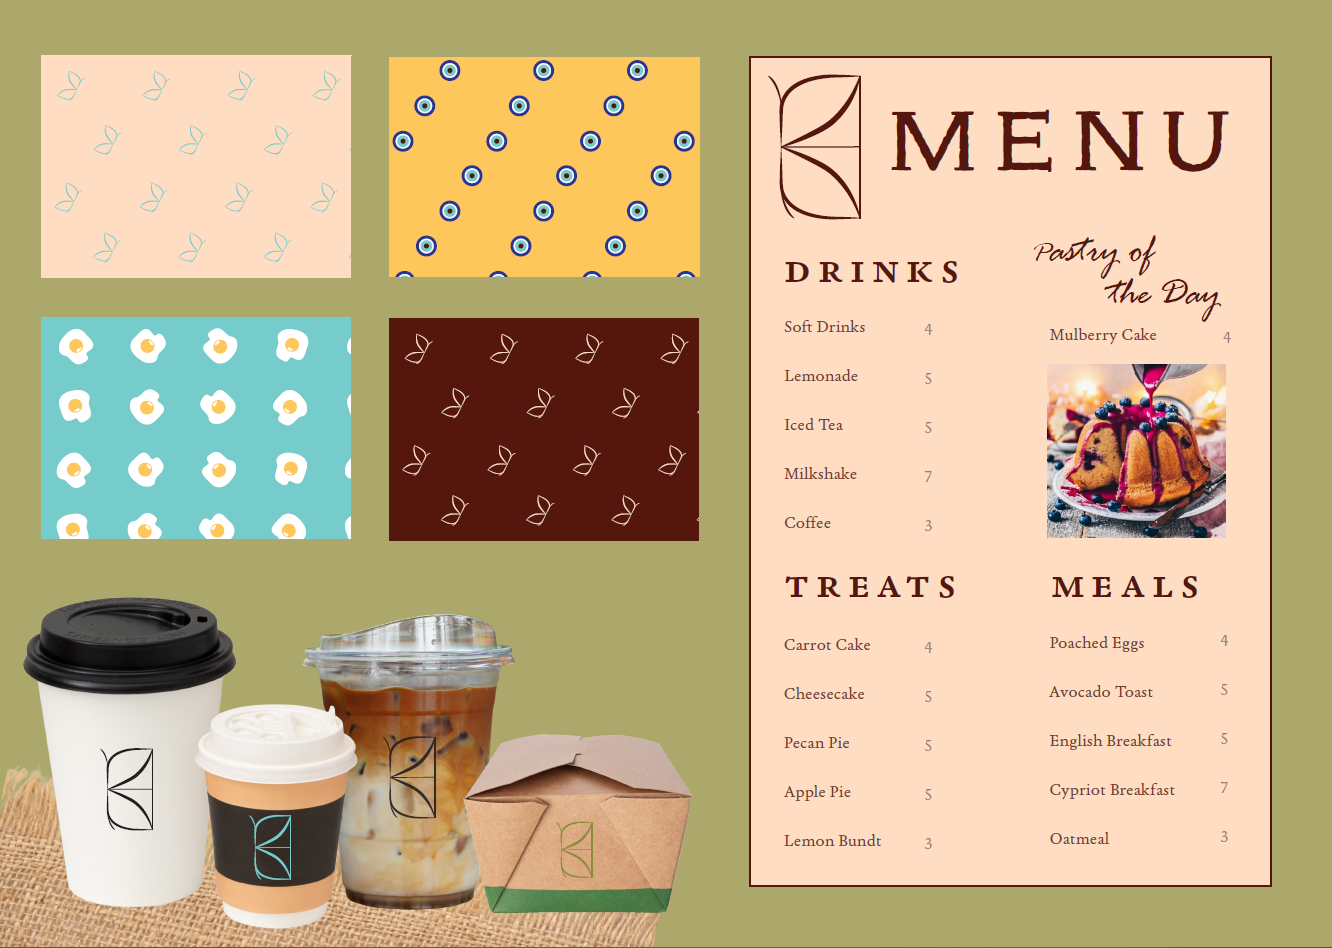 MENU
DRINKS
Soft Drinks 4
Lemonade 5
Iced Tea 5
Milkshake 7
Coffee 3
Pastry of
the Day
Mulberry Cake 4
TREATS
Carrot Cake 4
Cheesecake 5
Pecan Pie 5
Apple Pie 5
Lemon Bundt 3
MEALS
Poached Eggs 4
Avocado Toast 5
English Breakfast 5
Cypriot Breakfast 7
Oatmeal 3